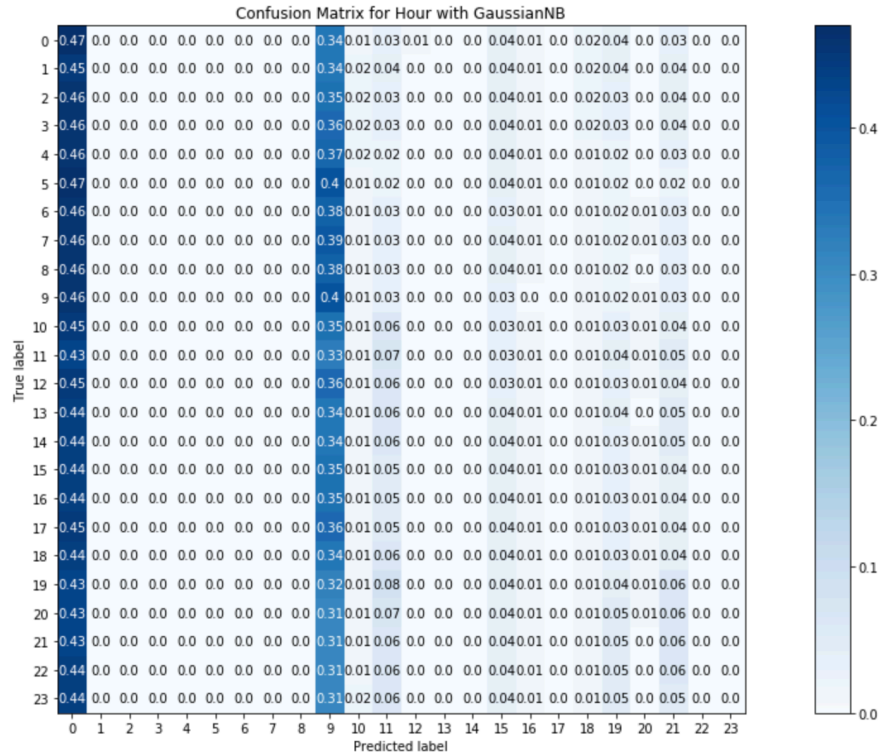 Confusion Matrix for Hour with GaussianNB
0 0.47 0.0 0.0 0.0 0.0 0.0 0.0 0.0 0.0 0.34 0.01 0.03 0.01 0.0 0.0 0.04 0.01 0.0 0.02 0.04 0.0 0.03 0.0 0.0
1 0.45 0.0 0.0 0.0 0.0 0.0 0.0 0.0 0.0 0.34 0.02 0.04 0.0 0.0 0.0 0.04 0.01 0.0 0.02 0.04 0.0 0.04 0.0 0.0
2 0.46 0.0 0.0 0.0 0.0 0.0 0.0 0.0 0.0 0.35 0.02 0.03 0.0 0.0 0.0 0.04 0.01 0.0 0.02 0.03 0.0 0.04 0.0 0.0
3 0.46 0.0 0.0 0.0 0.0 0.0 0.0 0.0 0.0 0.36 0.02 0.03 0.0 0.0 0.0 0.04 0.01 0.0 0.02 0.03 0.0 0.04 0.0 0.0
0.4
4 0.46 0.0 0.0 0.0 0.0 0.0 0.0 0.0 0.0 0.37 0.02 0.02 0.0 0.0 0.0 0.04 0.01 0.0 0.01 0.02 0.0 0.03 0.0 0.0
5 0.47 0.0 0.0 0.0 0.0 0.0 0.0 0.0 0.0 0.4 0.01 0.02 0.0 0.0 0.0 0.04 0.01 0.0 0.01 0.02 0.0 0.02 0.0 0.0
6 0.46 0.0 0.0 0.0 0.0 0.0 0.0 0.0 0.0 0.38 0.01 0.03 0.0 0.0 0.0 0.03 0.01 0.0 0.01 0.02 0.01 0.03 0.0 0.0
7 0.46 0.0 0.0 0.0 0.0 0.0 0.0 0.0 0.0 0.39 0.01 0.03 0.0 0.0 0.0 0.04 0.01 0.0 0.01 0.02 0.01 0.03 0.0 0.0
8 0.46 0.0 0.0 0.0 0.0 0.0 0.0 0.0 0.0 0.38 0.01 0.03 0.0 0.0 0.0 0.04 0.01 0.0 0.01 0.02 0.0 0.03 0.0 0.0
0.3
9 0.46 0.0 0.0 0.0 0.0 0.0 0.0 0.0 0.0 0.4 0.01 0.03 0.0 0.0 0.0 0.03 0.0 0.0 0.01 0.02 0.01 0.03 0.0 0.0
10 0.45 0.0 0.0 0.0 0.0 0.0 0.0 0.0 0.0 0.35 0.01 0.06 0.0 0.0 0.0 0.03 0.01 0.0 0.01 0.03 0.01 0.04 0.0 0.0
11 0.43 0.0 0.0 0.0 0.0 0.0 0.0 0.0 0.0 0.33 0.01 0.07 0.0 0.0 0.0 0.03 0.01 0.0 0.01 0.04 0.01 0.05 0.0 0.0
12 0.45 0.0 0.0 0.0 0.0 0.0 0.0 0.0 0.0 0.36 0.01 0.06 0.0 0.0 0.0 0.03 0.01 0.0 0.01 0.03 0.01 0.04 0.0 0.0
True label
13 0.44 0.0 0.0 0.0 0.0 0.0 0.0 0.0 0.0 0.34 0.01 0.06 0.0 0.0 0.0 0.04 0.01 0.0 0.01 0.04 0.0 0.05 0.0 0.0
0.2
14 0.44 0.0 0.0 0.0 0.0 0.0 0.0 0.0 0.0 0.34 0.01 0.06 0.0 0.0 0.0 0.04 0.01 0.0 0.01 0.03 0.01 0.05 0.0 0.0
15 0.44 0.0 0.0 0.0 0.0 0.0 0.0 0.0 0.0 0.35 0.01 0.05 0.0 0.0 0.0 0.04 0.01 0.0 0.01 0.03 0.01 0.04 0.0 0.0
16 0.44 0.0 0.0 0.0 0.0 0.0 0.0 0.0 0.0 0.35 0.01 0.05 0.0 0.0 0.0 0.04 0.01 0.0 0.01 0.03 0.01 0.04 0.0 0.0
17 0.45 0.0 0.0 0.0 0.0 0.0 0.0 0.0 0.0 0.36 0.01 0.05 0.0 0.0 0.0 0.04 0.01 0.0 0.01 0.03 0.01 0.04 0.0 0.0
18 0.44 0.0 0.0 0.0 0.0 0.0 0.0 0.0 0.0 0.34 0.01 0.06 0.0 0.0 0.0 0.04 0.01 0.0 0.01 0.03 0.01 0.04 0.0 0.0
0.1
19 0.43 0.0 0.0 0.0 0.0 0.0 0.0 0.0 0.0 0.32 0.01 0.08 0.0 0.0 0.0 0.04 0.01 0.0 0.01 0.04 0.01 0.06 0.0 0.0
20 0.43 0.0 0.0 0.0 0.0 0.0 0.0 0.0 0.0 0.31 0.01 0.07 0.0 0.0 0.0 0.04 0.01 0.0 0.01 0.05 0.01 0.06 0.0 0.0
21 0.43 0.0 0.0 0.0 0.0 0.0 0.0 0.0 0.0 0.31 0.01 0.06 0.0 0.0 0.0 0.04 0.01 0.0 0.01 0.05 0.0 0.06 0.0 0.0
22 0.44 0.0 0.0 0.0 0.0 0.0 0.0 0.0 0.0 0.31 0.01 0.06 0.0 0.0 0.0 0.04 0.01 0.0 0.01 0.05 0.0 0.06 0.0 0.0
23 0.44 0.0 0.0 0.0 0.0 0.0 0.0 0.0 0.0 0.31 0.02 0.06 0.0 0.0 0.0 0.04 0.01 0.0 0.01 0.05 0.0 0.05 0.0 0.0
0.0
0 1 2 3 4 5 6 7 8 9 10 11 12 13 14 15 16 17 18 19 20 21 22 23
Predicted label